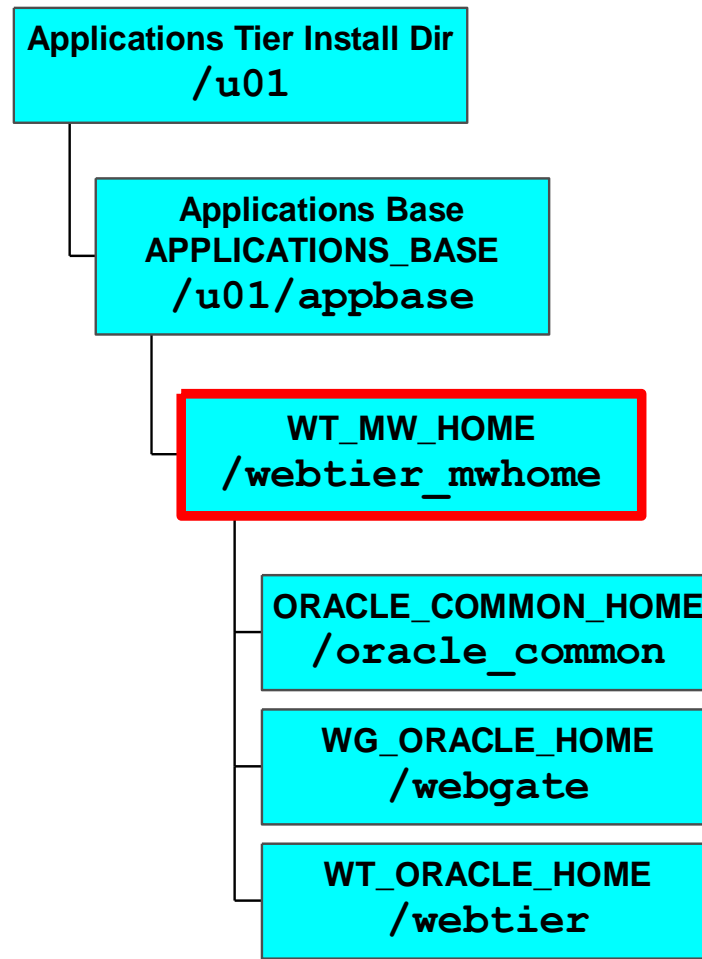 Applications Tier Install Dir
/u01
Applications Base
APPLICATIONS_BASE
/u01/appbase
WT_MW_HOME
/webtier_mwhome
ORACLE_COMMON_HOME
/oracle_common
WG_ORACLE_HOME
/webgate
WT_ORACLE_HOME
/webtier